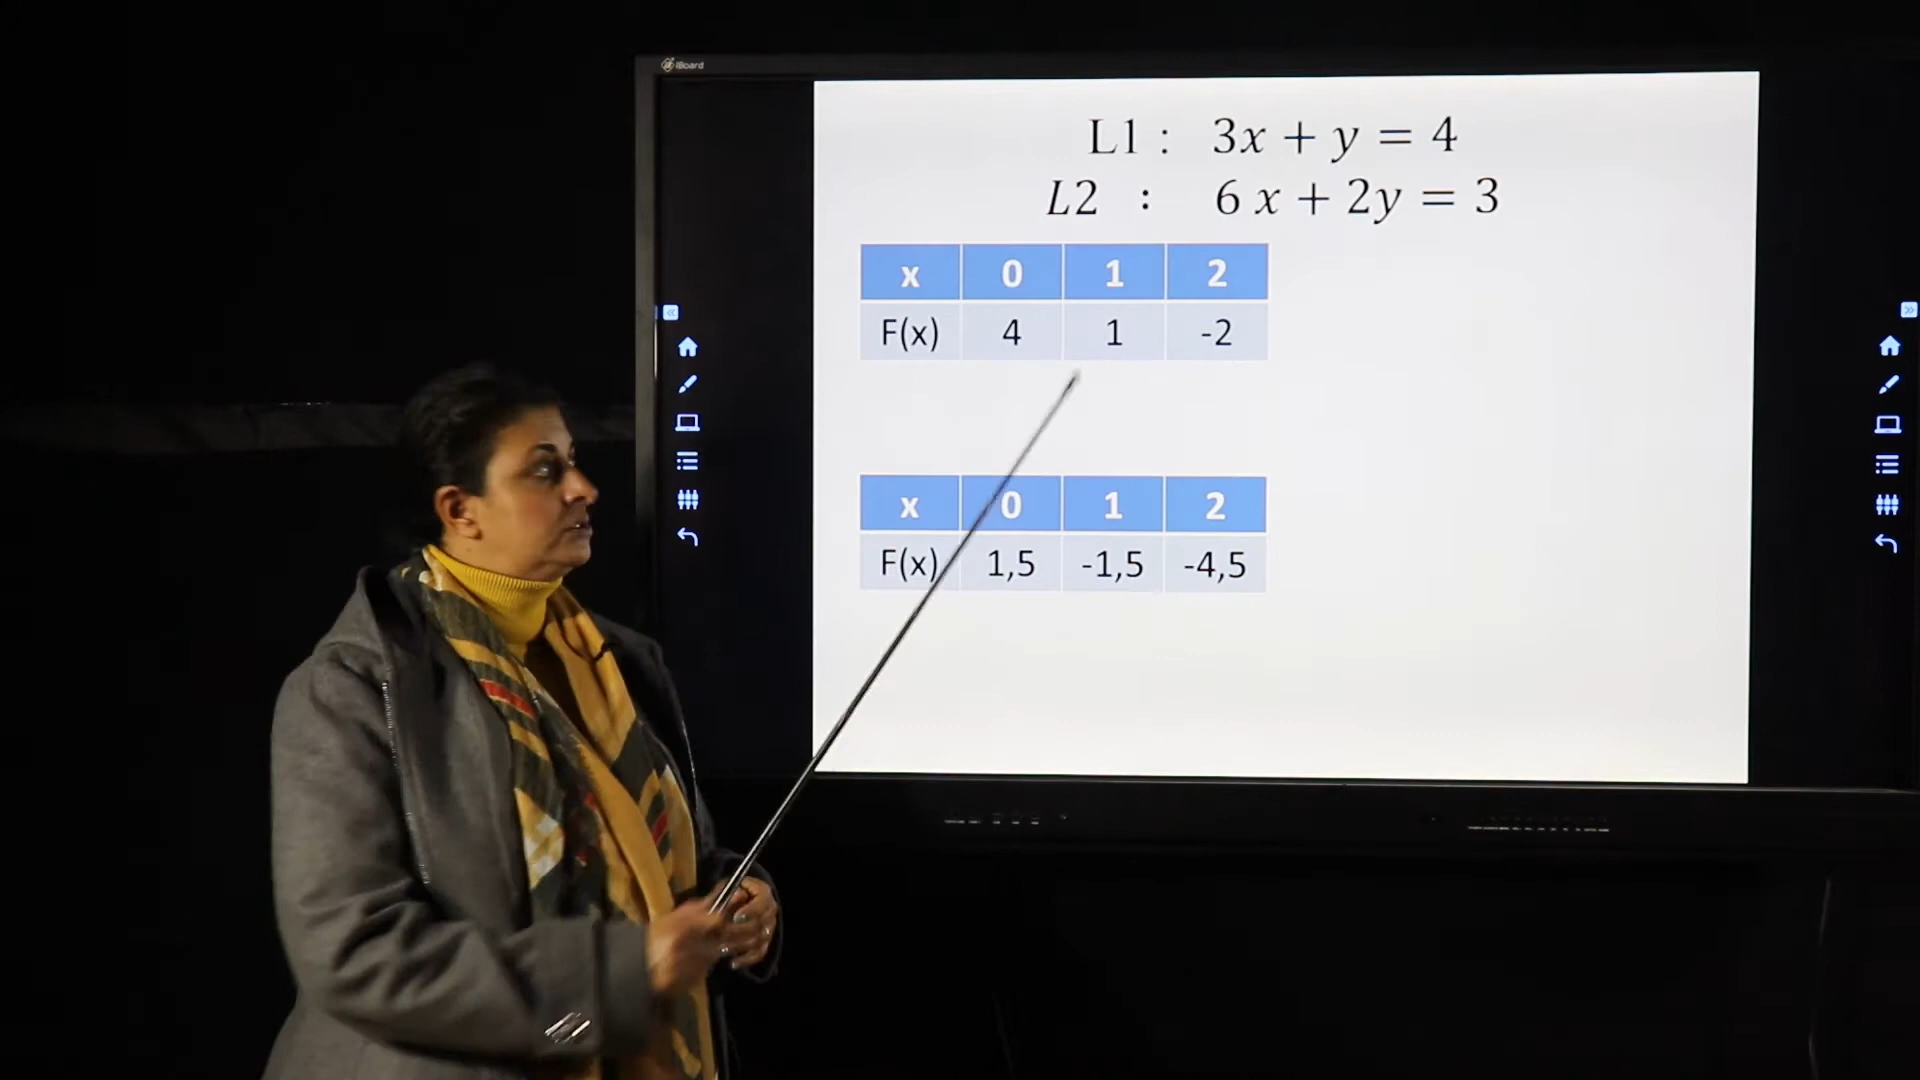 iBoard
L1 : 3x + y = 4
L2 : 6 x + 2y = 3
x 0 1 2
F(x) 4 1 -2
x 0 1 2
F(x) 1,5 -1,5 -4,5